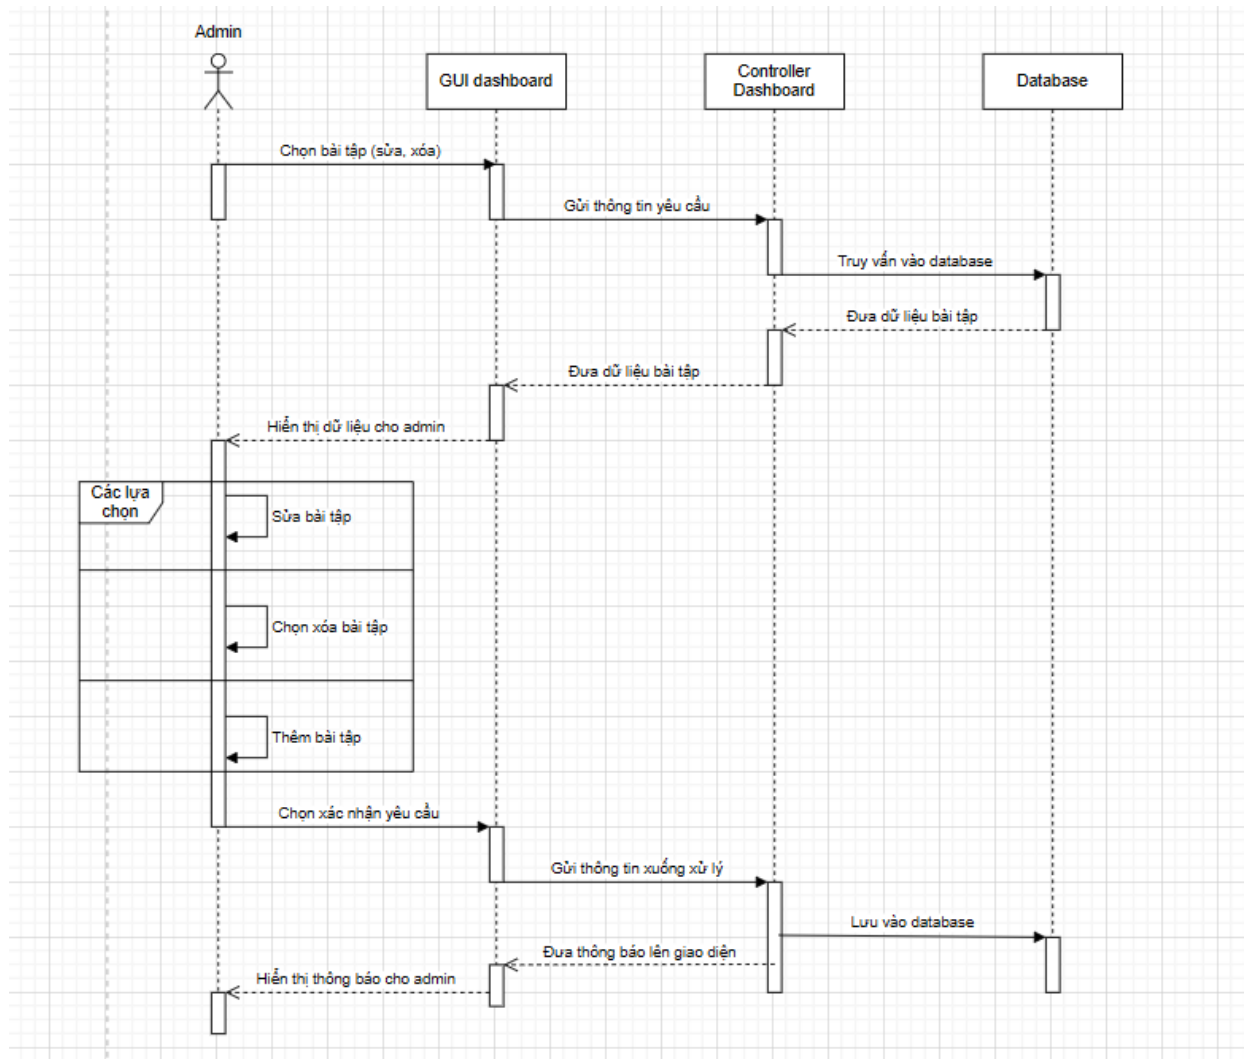 Admin
GUI dashboard
Controller
Dashboard
Database
Chọn bài tập (sửa, xóa)
Gửi thông tin yêu cầu
Truy vấn vào database
Đưa dữ liệu bài tập
Đưa dữ liệu bài tập
Hiển thị dữ liệu cho admin
Các lựa
chọn
Sửa bài tập
Chọn xóa bài tập
Thêm bài tập
Chọn xác nhận yêu cầu
Gửi thông tin xuống xử lý
Lưu vào database
Đưa thông báo lên giao diện
Hiển thị thông báo cho admin